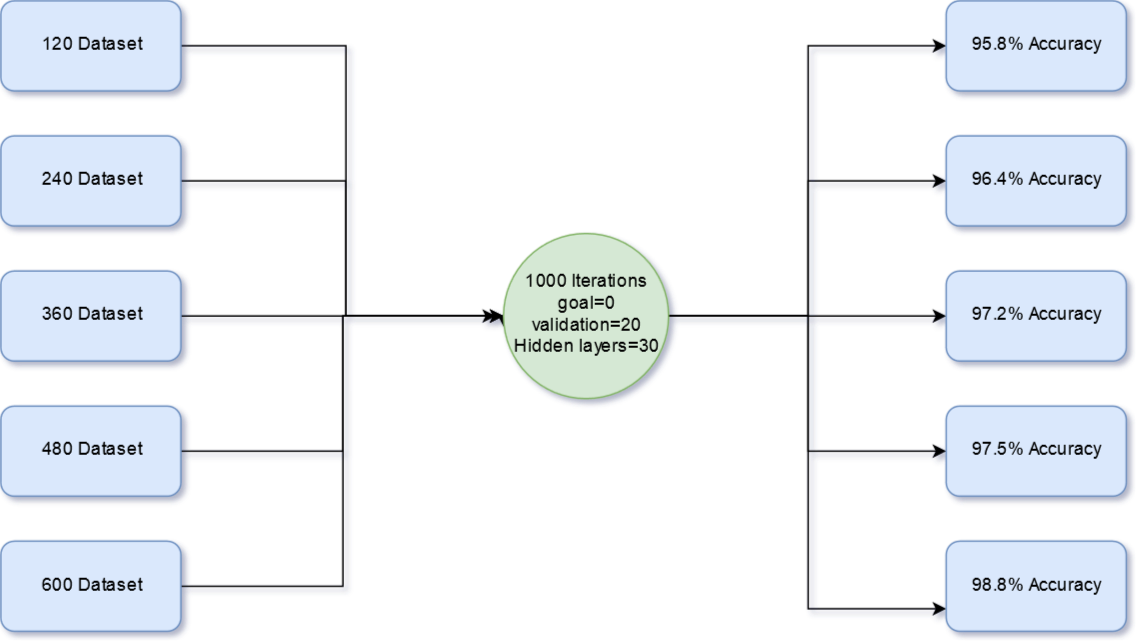 120 Dataset
240 Dataset
360 Dataset
480 Dataset
600 Dataset
1000 Iterations
goal=0
validation=20
Hidden layers=30
95.8% Accuracy
96.4% Accuracy
97.2% Accuracy
97.5% Accuracy
98.8% Accuracy